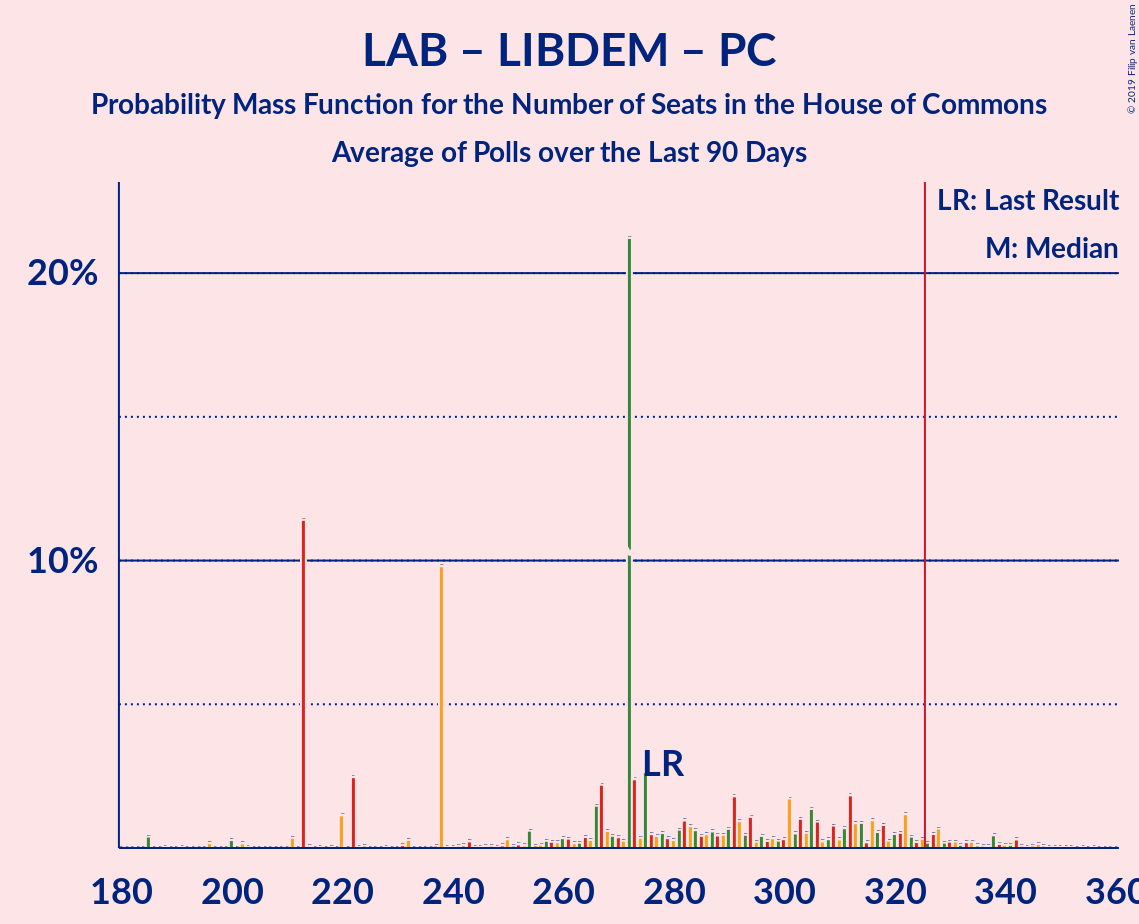 LAB – LIBDEM – PC
Probability Mass Function for the Number of Seats in the House of Commons
Average of Polls over the Last 90 Days
© 2019 Filip van Laenen
LR: Last Result
M: Median
20%
10%
LR
180 200 220 240 260 280 300 320 340 360